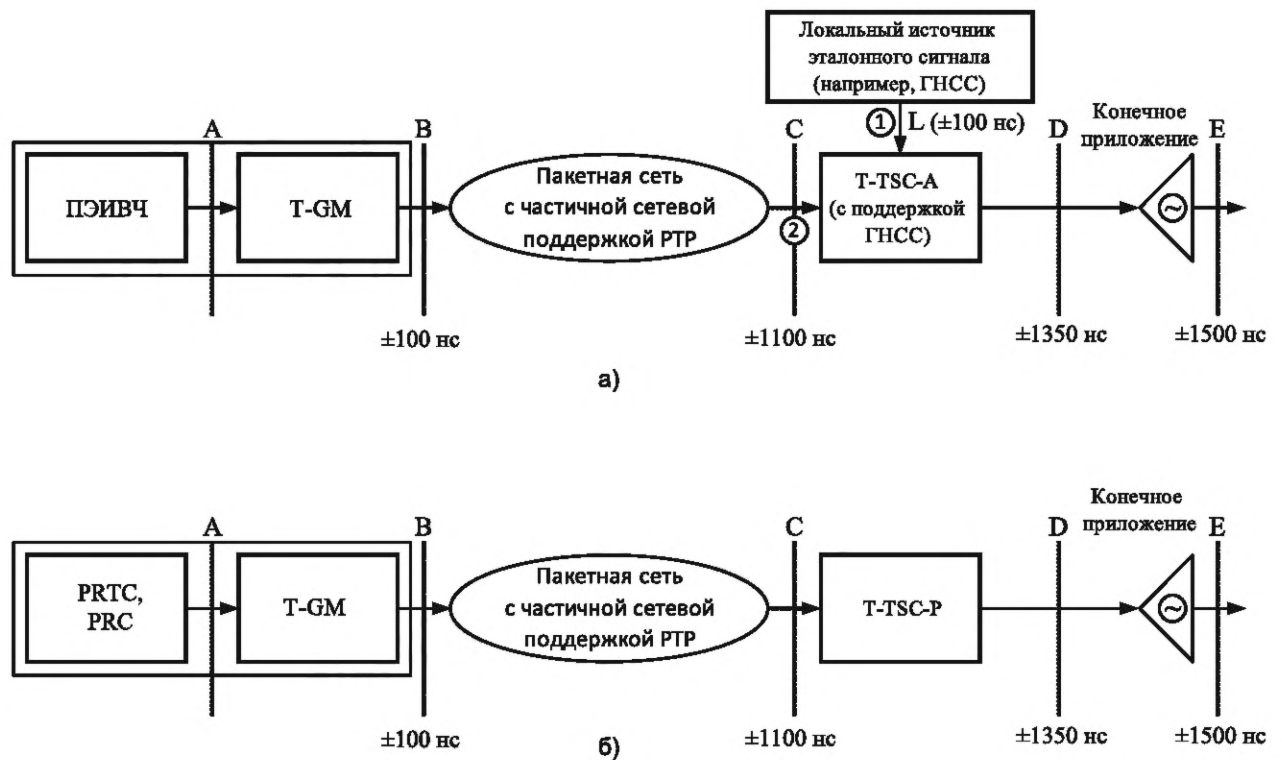 Локальный источник
эталонного сигнала
(например, ГНСС)
1 L (±100 нс)
A
B
C
D
Конечное
приложение
E
ПЭИВЧ
T-GM
Пакетная сеть
с частичной сетевой
поддержкой PTP
2
T-TSC-A
(с поддержкой
ГНСС)
~
±100 нс
±1100 нс
±1350 нс
±1500 нс
а)
A
B
C
D
Конечное
приложение
E
PRTC,
PRC
T-GM
Пакетная сеть
с частичной сетевой
поддержкой PTP
T-TSC-P
~
±100 нс
±1100 нс
±1350 нс
±1500 нс
б)